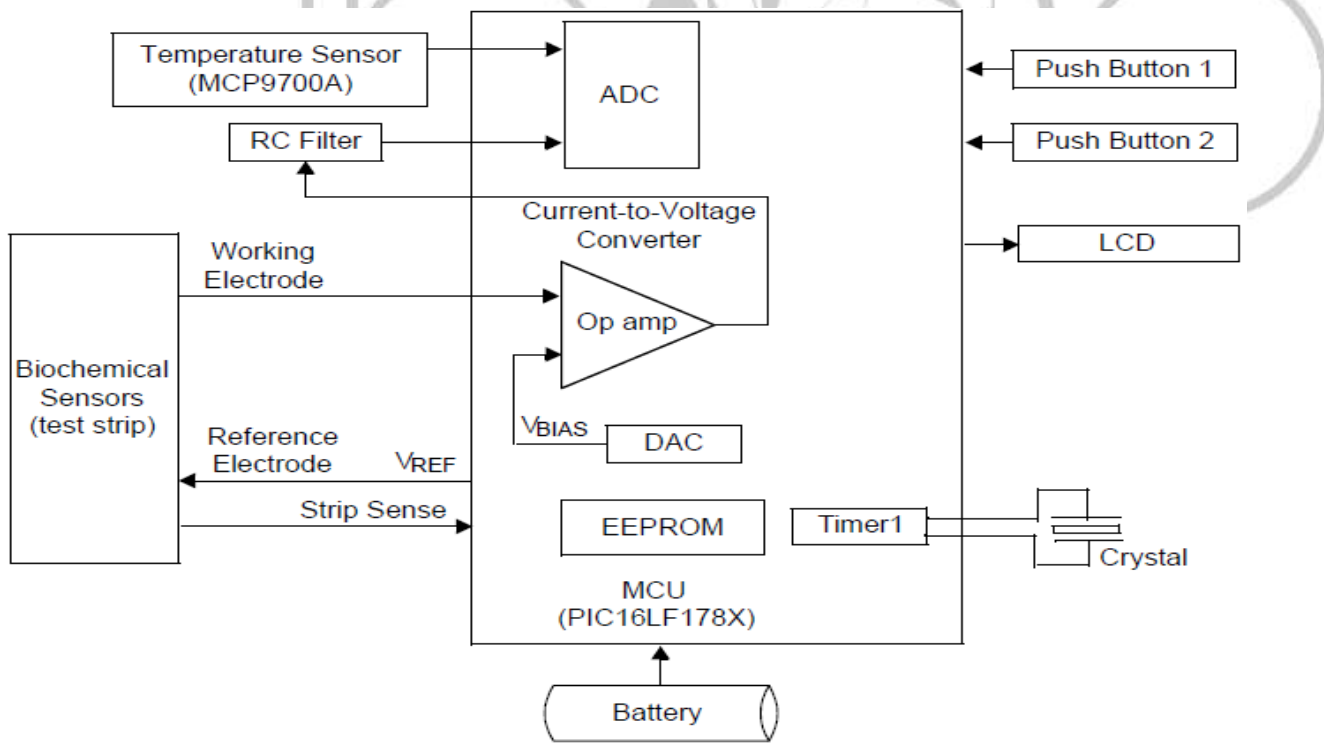 Temperature Sensor
(MCP9700A)
ADC
Push Button 1
RC Filter
Push Button 2
Current-to-Voltage
Converter
LCD
Working
Electrode
Op amp
Biochemical
Sensors
(test strip)
VBIAS
DAC
Reference
Electrode
VREF
Strip Sense
EEPROM
Timer1
Crystal
MCU
(PIC16LF178X)
Battery